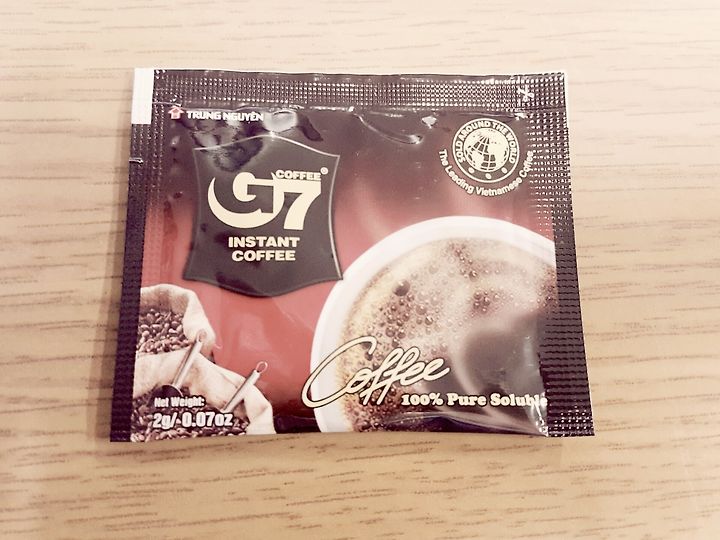 TRUNG NGUYÊN
COFFEE
G7®
INSTANT
COFFEE
SOLD AROUND THE WORLD
The Leading Vietnamese Coffee
Coffee
100% Pure Soluble
Net Weight:
2g/-0.07oz